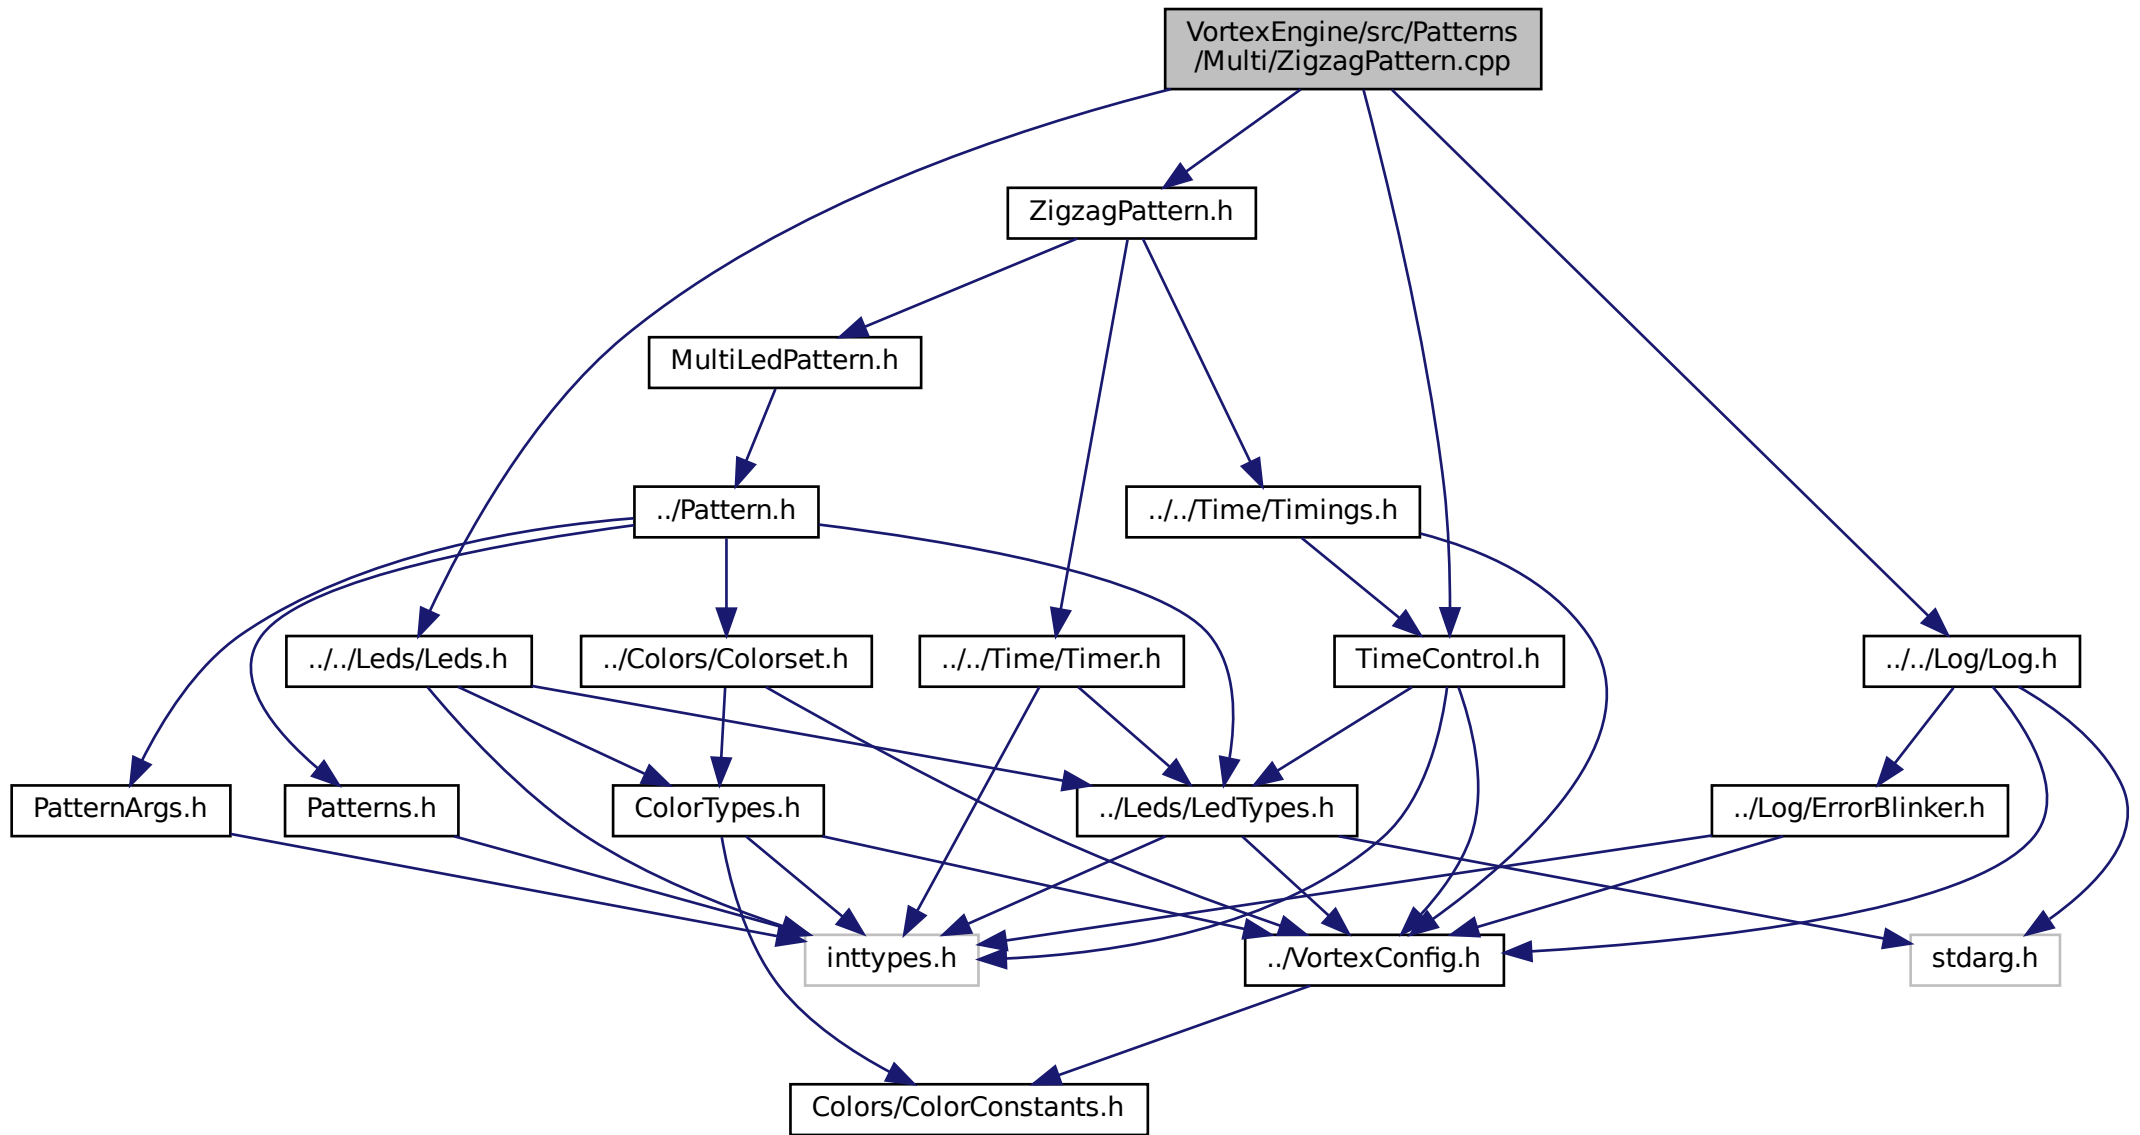 VortexEngine/src/Patterns
/Multi/ZigzagPattern.cpp
ZigzagPattern.h
MultiLedPattern.h
../Pattern.h
../../Time/Timings.h
../../Leds/Leds.h
../Colors/Colorset.h
../../Time/Timer.h
TimeControl.h
../../Log/Log.h
PatternArgs.h
Patterns.h
ColorTypes.h
../Leds/LedTypes.h
../Log/ErrorBlinker.h
inttypes.h
../VortexConfig.h
stdarg.h
Colors/ColorConstants.h